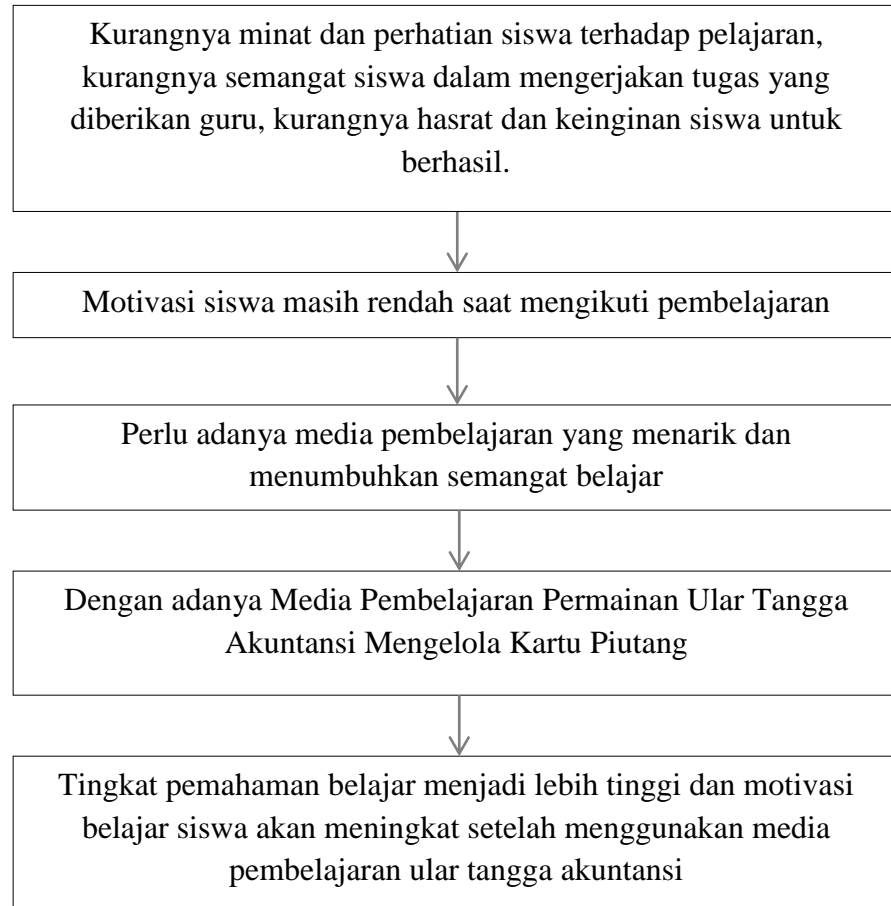 Kurangnya minat dan perhatian siswa terhadap pelajaran,
kurangnya semangat siswa dalam mengerjakan tugas yang
diberikan guru, kurangnya hasrat dan keinginan siswa untuk
berhasil.
Motivasi siswa masih rendah saat mengikuti pembelajaran
Perlu adanya media pembelajaran yang menarik dan
menumbuhkan semangat belajar
Dengan adanya Media Pembelajaran Permainan Ular Tangga
Akuntansi Mengelola Kartu Piutang
Tingkat pemahaman belajar menjadi lebih tinggi dan motivasi
belajar siswa akan meningkat setelah menggunakan media
pembelajaran ular tangga akuntansi